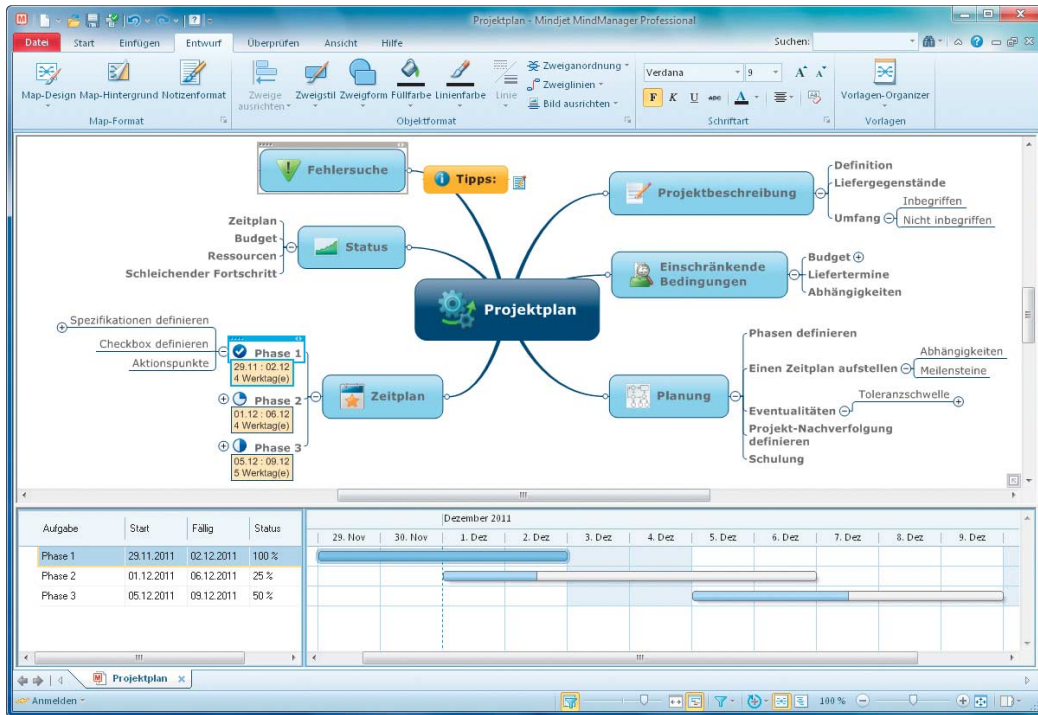 Projektplan - Mindjet MindManager Professional
Datei Start Einfügen Entwurf Überprüfen Ansicht Hilfe Suchen:
Map-Design Map-Hintergrund Notizenformat
Map-Format
Zweige ausrichten Zweigstil Zweigform Füllfarbe Linienfarbe Linie
Zweiganordnung
Zweiglinien
Bild ausrichten
Objektformat
Verdana 9 A A
F K U abc A
Schriftart
Vorlagen-Organizer
Vorlagen
Fehlersuche
Tipps:
Zeitplan
Budget
Ressourcen
Schleichender Fortschritt
Status
Projektplan
Spezifikationen definieren
Checkbox definieren
Aktionspunkte
Phase 1
29.11 : 02.12
4 Werktag(e)
Phase 2
01.12 : 06.12
4 Werktag(e)
Phase 3
05.12 : 09.12
5 Werktag(e)
Zeitplan
Projektbeschreibung
Definition
Liefergegenstände
Umfang
Inbegriffen
Nicht inbegriffen
Einschränkende
Bedingungen
Budget
Liefertermine
Abhängigkeiten
Planung
Phasen definieren
Einen Zeitplan aufstellen
Abhängigkeiten
Meilensteine
Eventualitäten
Toleranzschwelle
Projekt-Nachverfolgung
definieren
Schulung
Aufgabe Start Fällig Status
Phase 1 29.11.2011 02.12.2011 100 %
Phase 2 01.12.2011 06.12.2011 25 %
Phase 3 05.12.2011 09.12.2011 50 %
Dezember 2011
29. Nov 30. Nov 1. Dez 2. Dez 3. Dez 4. Dez 5. Dez 6. Dez 7. Dez 8. Dez 9. Dez
Projektplan x
Anmelden
100 %